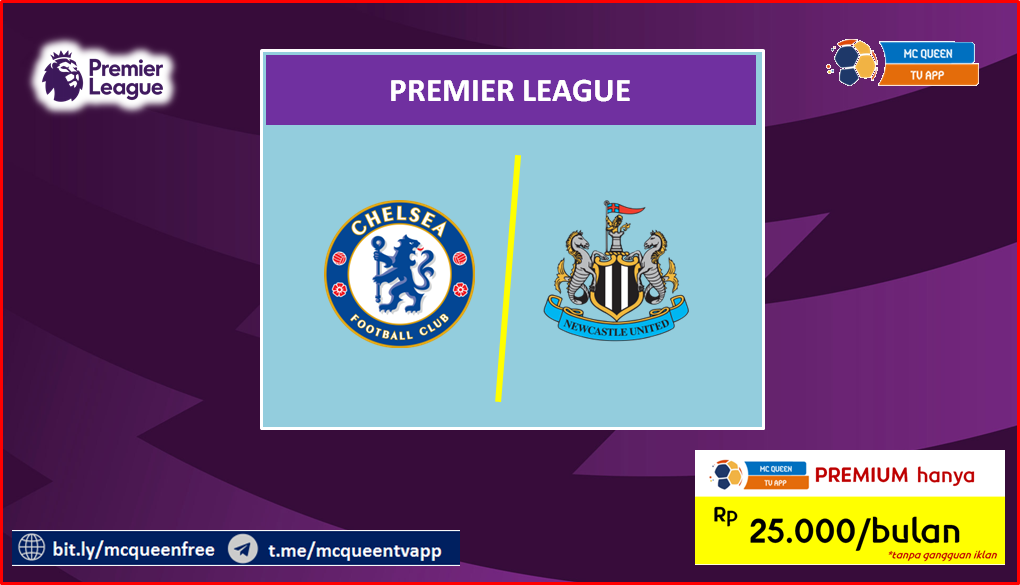 Premier
League
MC QUEEN
TV APP
PREMIER LEAGUE
CHELSEA
FOOTBALL CLUB
NEWCASTLE UNITED
MC QUEEN
TV APP
PREMIUM hanya
Rp 25.000/bulan
*tanpa gangguan iklan
bit.ly/mcqueenfree t.me/mcqueentvapp